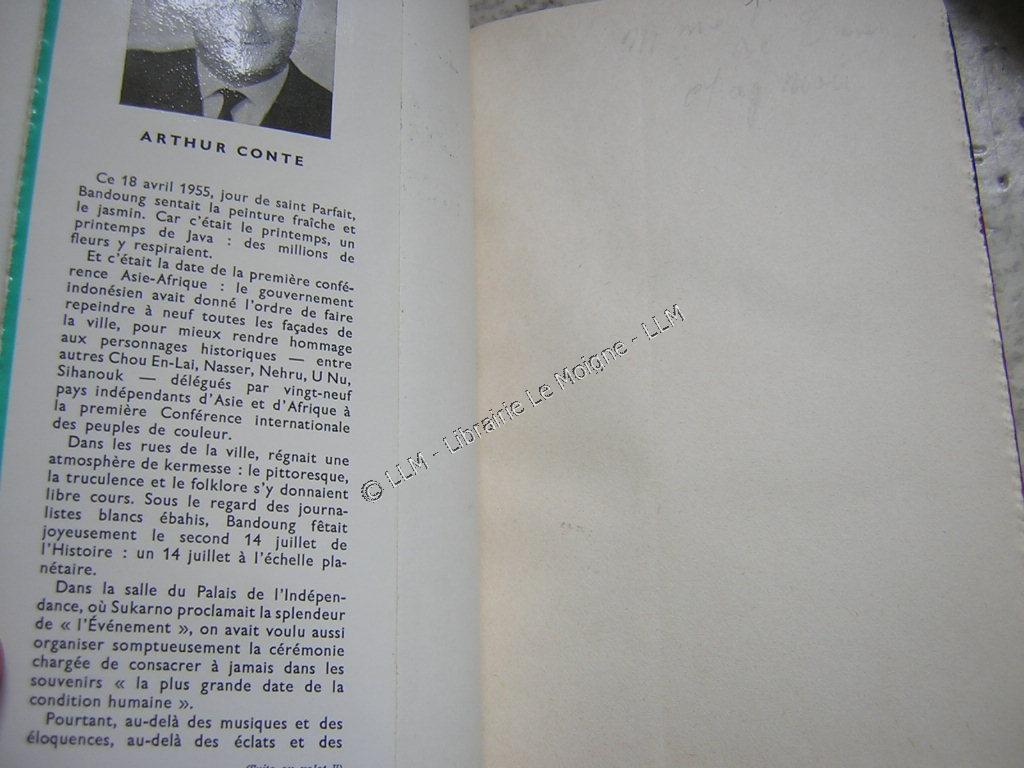 ARTHUR CONTE
Ce 18 avril 1955, jour de saint Parfait,
Bandoung sentait la peinture fraîche et
le jasmin. Car c'était le printemps, un
printemps de Java : des millions de
fleurs y respiraient.
Et c'était la date de la première confé-
rence Asie-Afrique : le gouvernement
indonésien avait donné l'ordre de faire
repeindre à neuf toutes les façades de
la ville, pour mieux rendre hommage
aux personnages historiques — entre
autres Chou En-Lai, Nasser, Nehru, U Nu,
Sihanouk — délégués par vingt-neuf
pays indépendants d'Asie et d'Afrique à
la première Conférence internationale
des peuples de couleur.
Dans les rues de la ville, régnait une
atmosphère de kermesse : le pittoresque,
la truculence et le folklore s'y donnaient
libre cours. Sous le regard des journa-
listes blancs ébahis, Bandoung fêtait
joyeusement le second 14 juillet de
l'Histoire : un 14 juillet à l'échelle pla-
nétaire.
Dans la salle du Palais de l'Indépen-
dance, où Sukarno proclamait la splendeur
de « l'Événement », on avait voulu aussi
organiser somptueusement la cérémonie
chargée de consacrer à jamais dans les
souvenirs « la plus grande date de la
condition humaine ».
Pourtant, au-delà des musiques et des
éloquences, au-delà des éclats et des
© LLM - Librairie Le Moigne - LLM